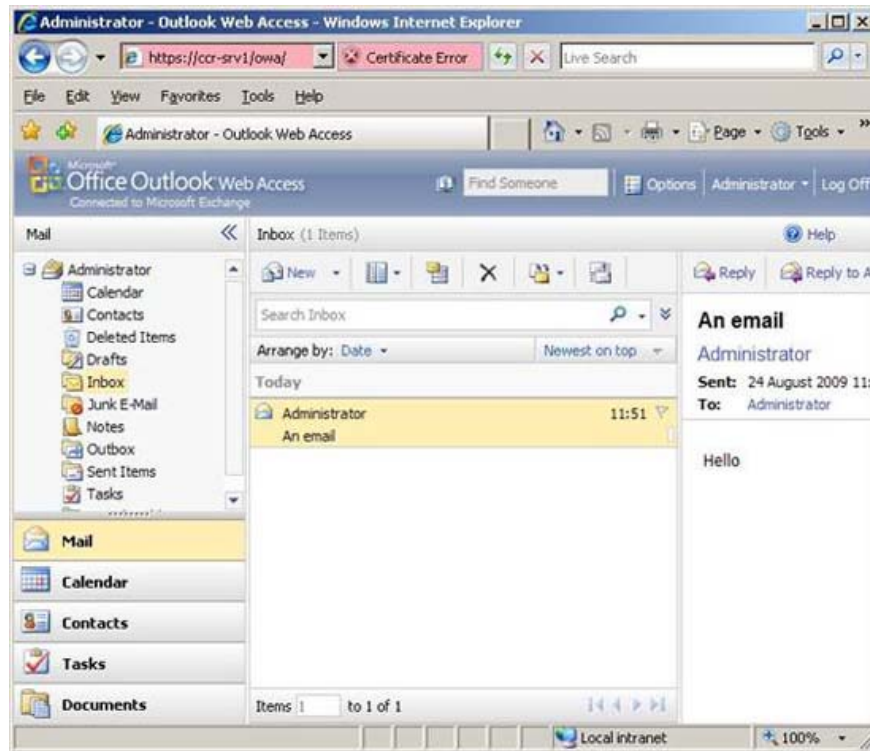 Administrator - Outlook Web Access - Windows Internet Explorer
https://ccr-srv1/owa/ Certificate Error Live Search
File Edit View Favorites Tools Help
Administrator - Outlook Web Access Page Tools
Microsoft
Office Outlook Web Access
Connected to Microsoft Exchange
Find Someone Options Administrator Log Off
Mail Inbox (1 Items) Help
Administrator
Calendar
Contacts
Deleted Items
Drafts
Inbox
Junk E-Mail
Notes
Outbox
Sent Items
Tasks
Mail
Calendar
Contacts
Tasks
Documents
New
Search Inbox
Arrange by: Date Newest on top
Today
Administrator 11:51
An email
Items 1 to 1 of 1
Reply Reply to A
An email
Administrator
Sent: 24 August 2009 11:
To: Administrator
Hello
Local intranet 100%